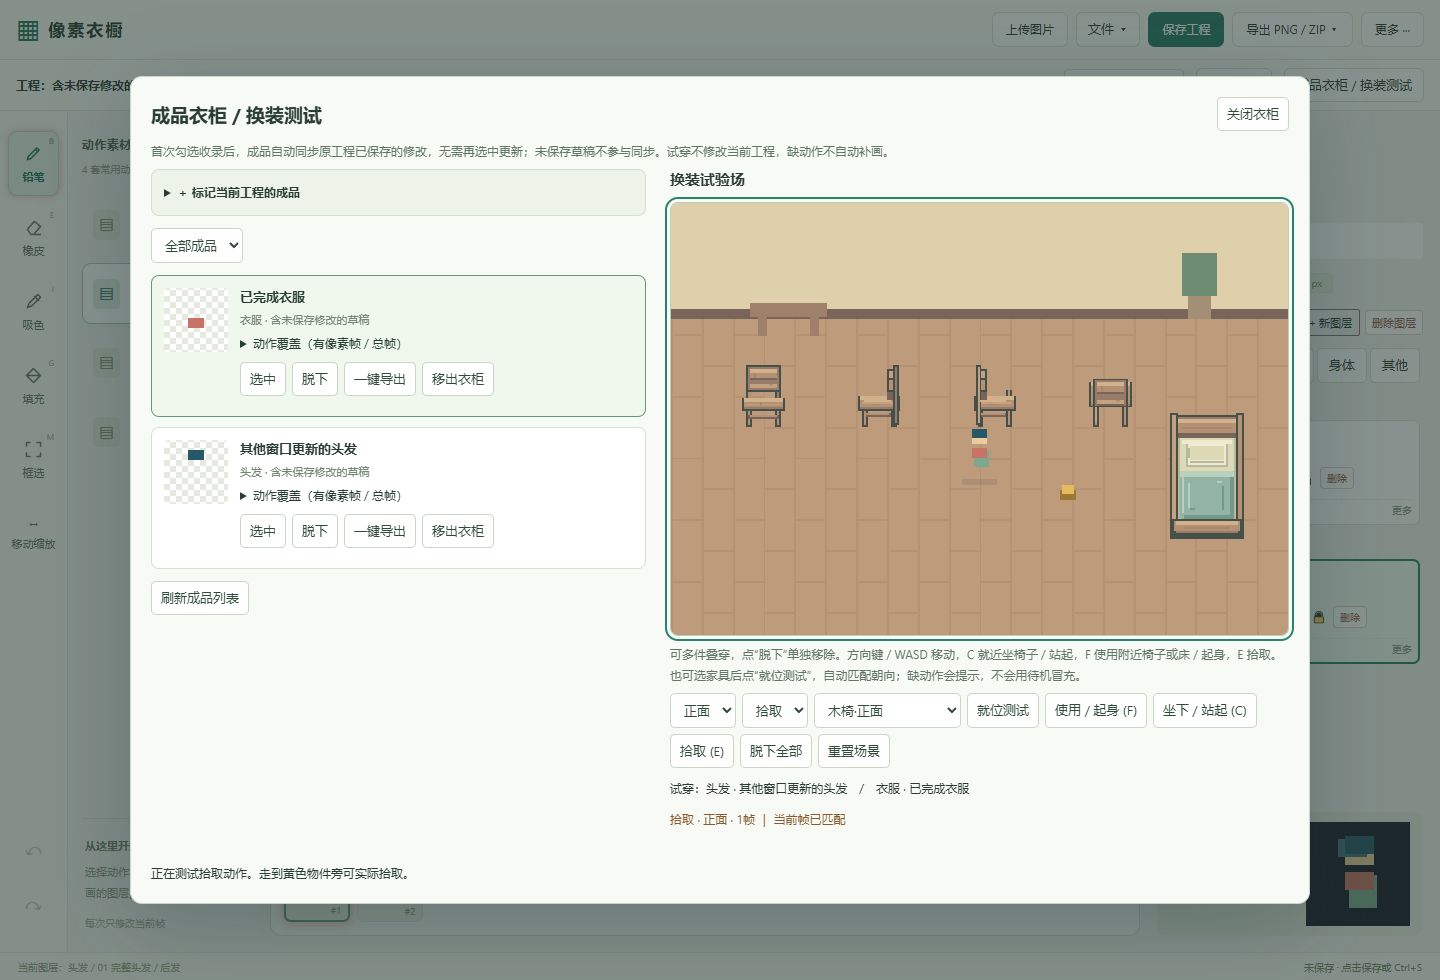 像素衣橱
上传图片
文件
保存工程
导出 PNG / ZIP
更多 ...
工程：含未保存修改的
品衣柜 / 换装测试
成品衣柜 / 换装测试
关闭衣柜
首次勾选收录后，成品自动同步原工程已保存的修改，无需再选中更新；未保存草稿不参与同步。试穿不修改当前工程，缺动作不自动补画。
+ 标记当前工程的成品
全部成品
已完成衣服
衣服 · 含未保存修改的草稿
动作覆盖（有像素帧 / 总帧）
选中
脱下
一键导出
移出衣柜
其他窗口更新的头发
头发 · 含未保存修改的草稿
动作覆盖（有像素帧 / 总帧）
选中
脱下
一键导出
移出衣柜
刷新成品列表
换装试验场
可多件叠穿，点“脱下”单独移除。方向键 / WASD 移动，C 就近坐椅子 / 站起，F 使用附近椅子或床 / 起身，E 拾取。
也可选家具后点“就位测试”，自动匹配朝向；缺动作会提示，不会用待机冒充。
正面
拾取
木椅·正面
就位测试
使用 / 起身 (F)
坐下 / 站起 (C)
拾取 (E)
脱下全部
重置场景
试穿：头发 · 其他窗口更新的头发 / 衣服 · 已完成衣服
拾取 · 正面 · 1帧 | 当前帧已匹配
正在测试拾取动作。走到黄色物件旁可实际拾取。
B
铅笔
E
橡皮
I
吸色
G
填充
M
框选
移动缩放
动作素材
4 套常用动
从这里开
选择动作
画的图层
每次只修改当前帧
px
+ 新图层
删除图层
身体
其他
删除
更多
删除
更多
#1
#2
当前图层：头发 / 01 完整头发 / 后发
未保存 · 点击保存或 Ctrl+S